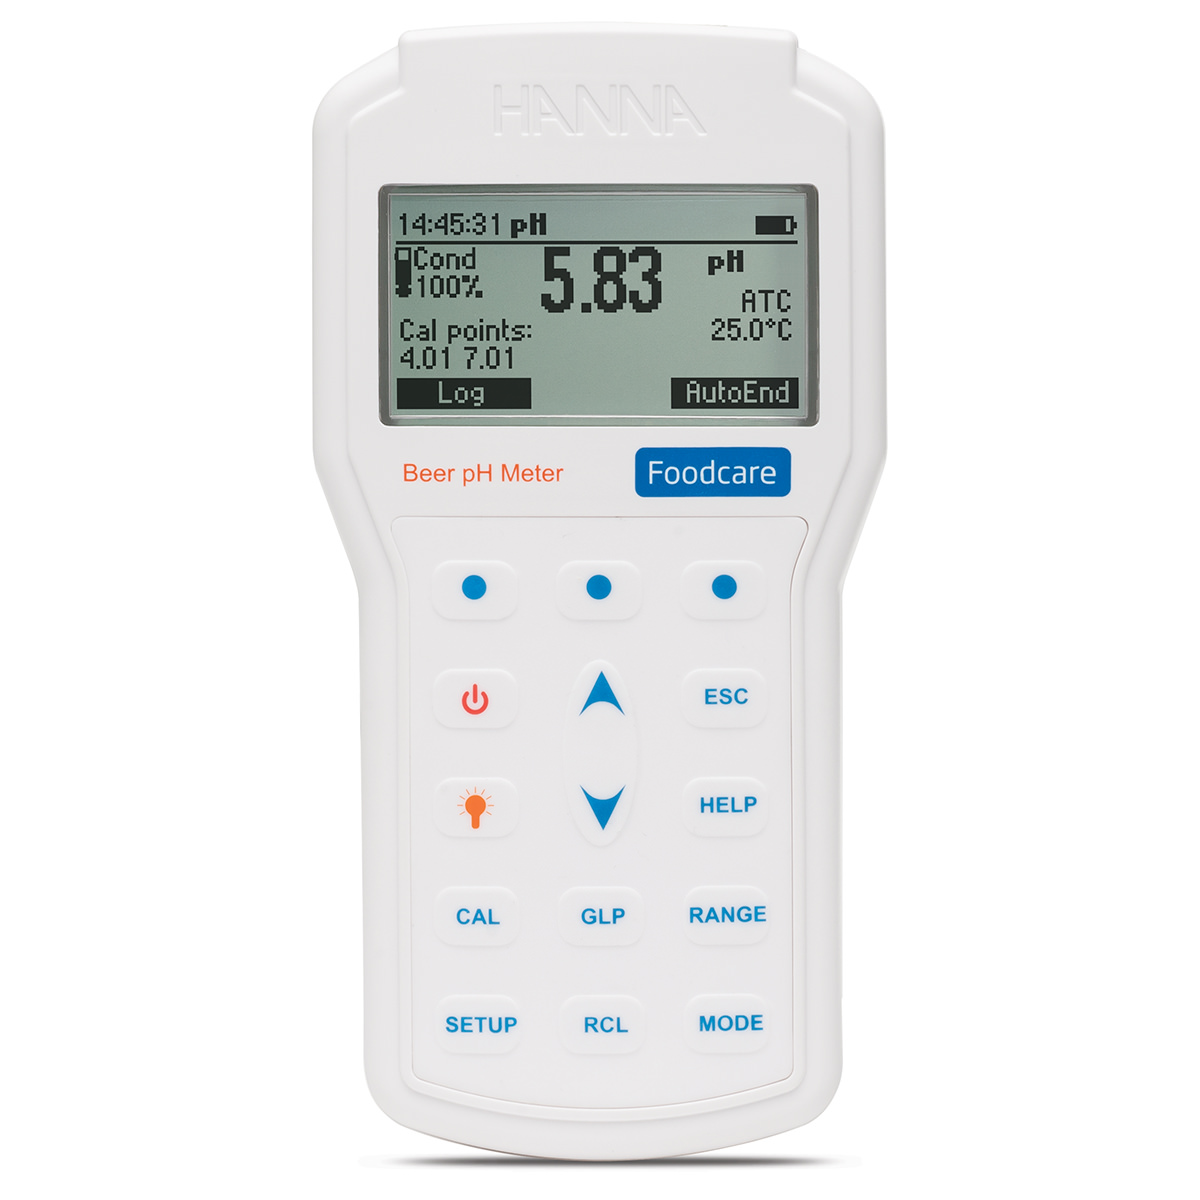 HANNA
14:45:31 pH
Cond 5.83 pH
100% ATC
Cal points: 25.0°C
4.01 7.01
Log AutoEnd
Beer pH Meter Foodcare
ESC
HELP
CAL GLP RANGE
SETUP RCL MODE